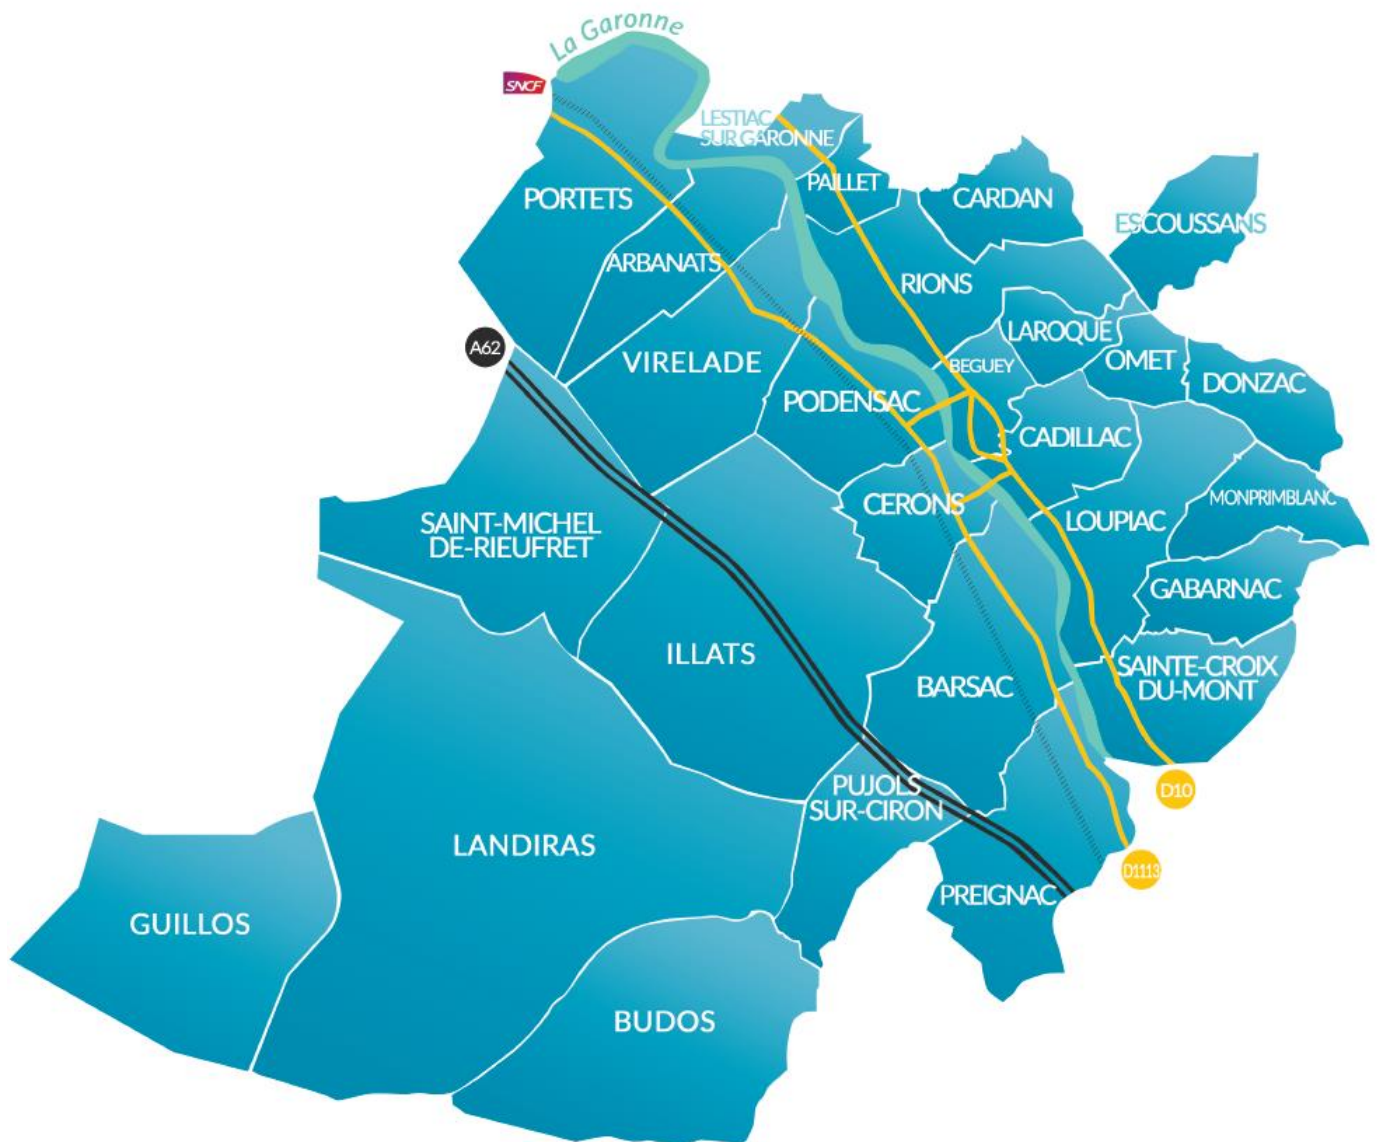 La Garonne
SNCF
LESTIAC
SUR GARONNE
PAILLET
CARDAN
PORTETS
ESCOUSSANS
ARBANATS
RIONS
LAROQUE
A62
VIRELADE
BEGUEY
OMET
DONZAC
PODENSAC
CADILLAC
CERONS
MONPRIMBLANC
SAINT-MICHEL
DE-RIEUFRET
LOUPIAC
GABARNAC
ILLATS
BARSAC
SAINTE-CROIX
DU-MONT
PUJOLS
SUR-CIRON
D10
LANDIRAS
D1113
PREIGNAC
GUILLOS
BUDOS